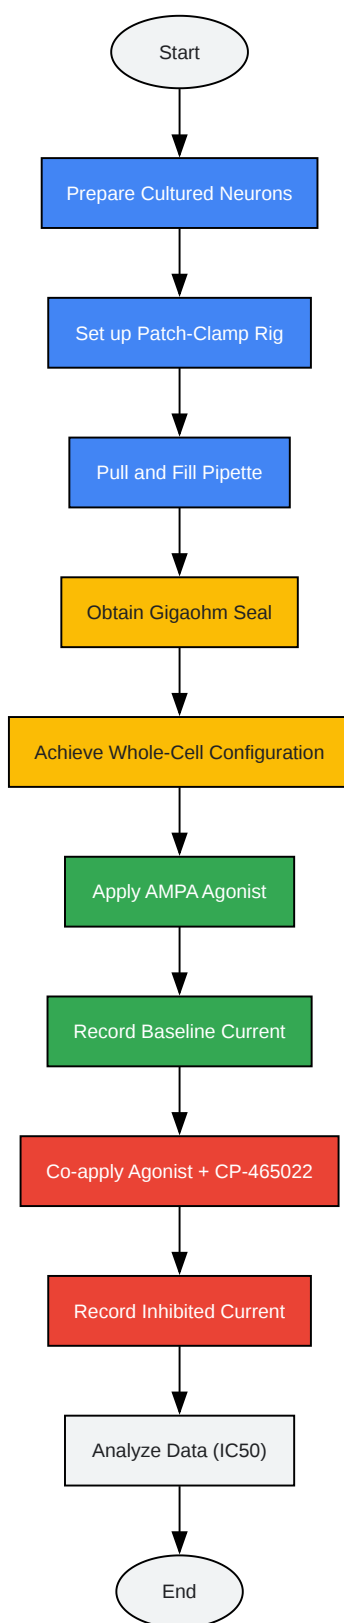 Start
Prepare Cultured Neurons
Set up Patch-Clamp Rig
Pull and Fill Pipette
Obtain Gigaohm Seal
Achieve Whole-Cell Configuration
Apply AMPA Agonist
Record Baseline Current
Co-apply Agonist + CP-465022
Record Inhibited Current
Analyze Data (IC50)
End